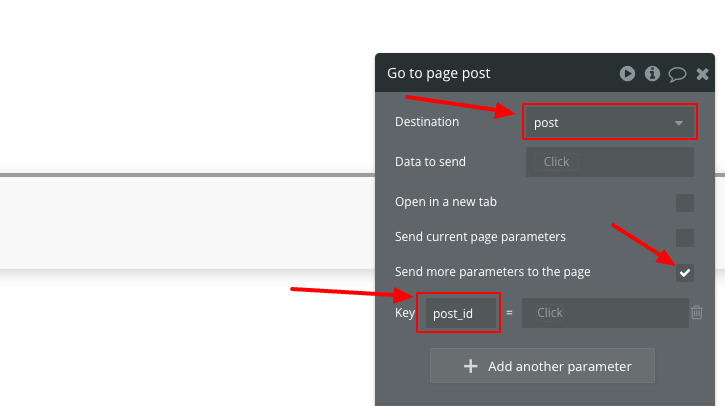 Go to page post
Destination
post
Data to send
Click
Open in a new tab
Send current page parameters
Send more parameters to the page
Key post_id = Click
Add another parameter